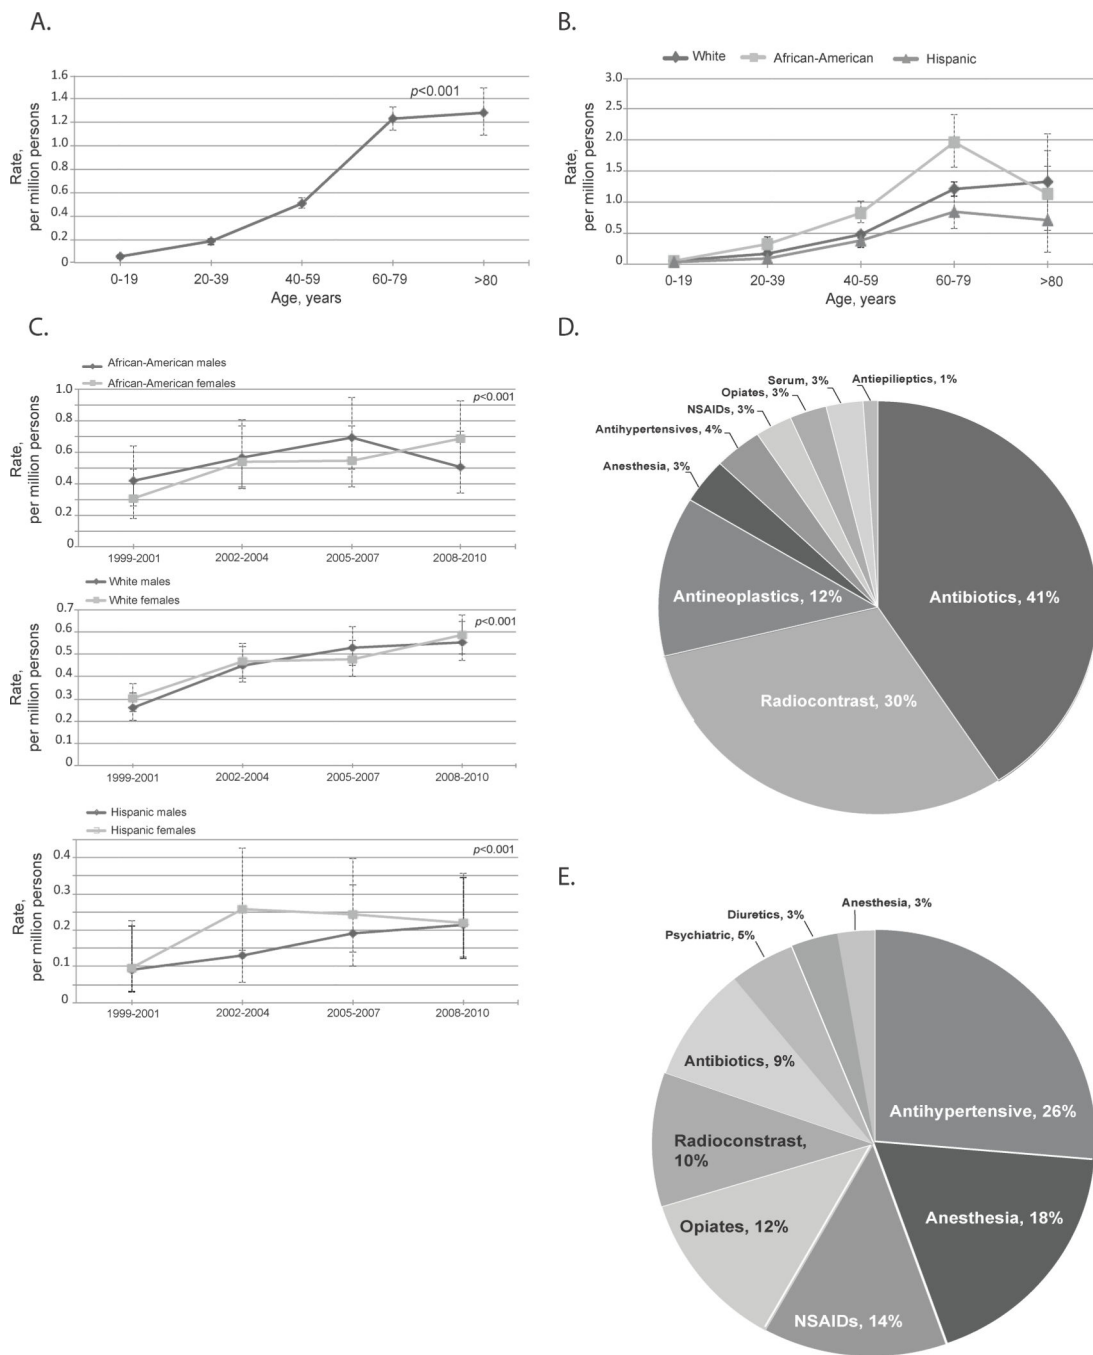 A.
1.6
1.4
1.2
1.0
0.8
0.6
0.4
0.2
0
Rate,
per million persons
p<0.001
0-19
20-39
40-59
60-79
>80
Age, years
B.
White
African-American
Hispanic
3.0
2.5
2.0
1.5
1.0
0.5
0
Rate,
per million persons
0-19
20-39
40-59
60-79
>80
Age, years
C.
African-American males
African-American females
1.0
0.8
0.6
0.4
0.2
0
Rate,
per million persons
p<0.001
1999-2001
2002-2004
2005-2007
2008-2010
White males
White females
0.7
0.6
0.5
0.4
0.3
0.2
0.1
0
Rate,
per million persons
p<0.001
1999-2001
2002-2004
2005-2007
2008-2010
Hispanic males
Hispanic females
0.4
0.3
0.2
0.1
0
Rate,
per million persons
p<0.001
1999-2001
2002-2004
2005-2007
2008-2010
D.
Serum, 3%
Antiepilieptics, 1%
Opiates, 3%
NSAIDs, 3%
Antihypertensives, 4%
Anesthesia, 3%
Antineoplastics, 12%
Antibiotics, 41%
Radiocontrast, 30%
E.
Anesthesia, 3%
Diuretics, 3%
Psychiatric, 5%
Antibiotics, 9%
Antihypertensive, 26%
Radioconstrast,
10%
Opiates, 12%
Anesthesia, 18%
NSAIDs, 14%